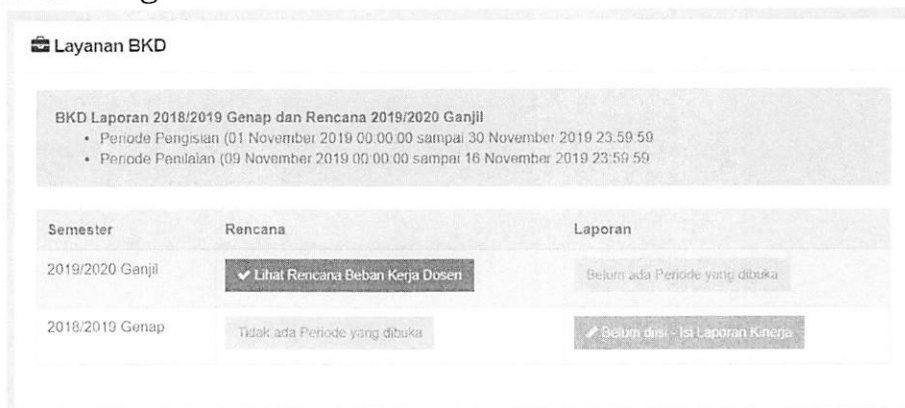 Layanan BKD
BKD Laporan 2018/2019 Genap dan Rencana 2019/2020 Ganjil
• Periode Pengisian (01 November 2019 00:00:00 sampai 30 November 2019 23:59:59
• Periode Penilaian (09 November 2019 00:00:00 sampai 16 November 2019 23:59:59
Semester Rencana Laporan
2019/2020 Ganjil Lihat Rencana Beban Kerja Dosen Belum ada Periode yang dibuka
2018/2019 Genap Tidak ada Periode yang dibuka Belum diisi - Isi Laporan Kinerja